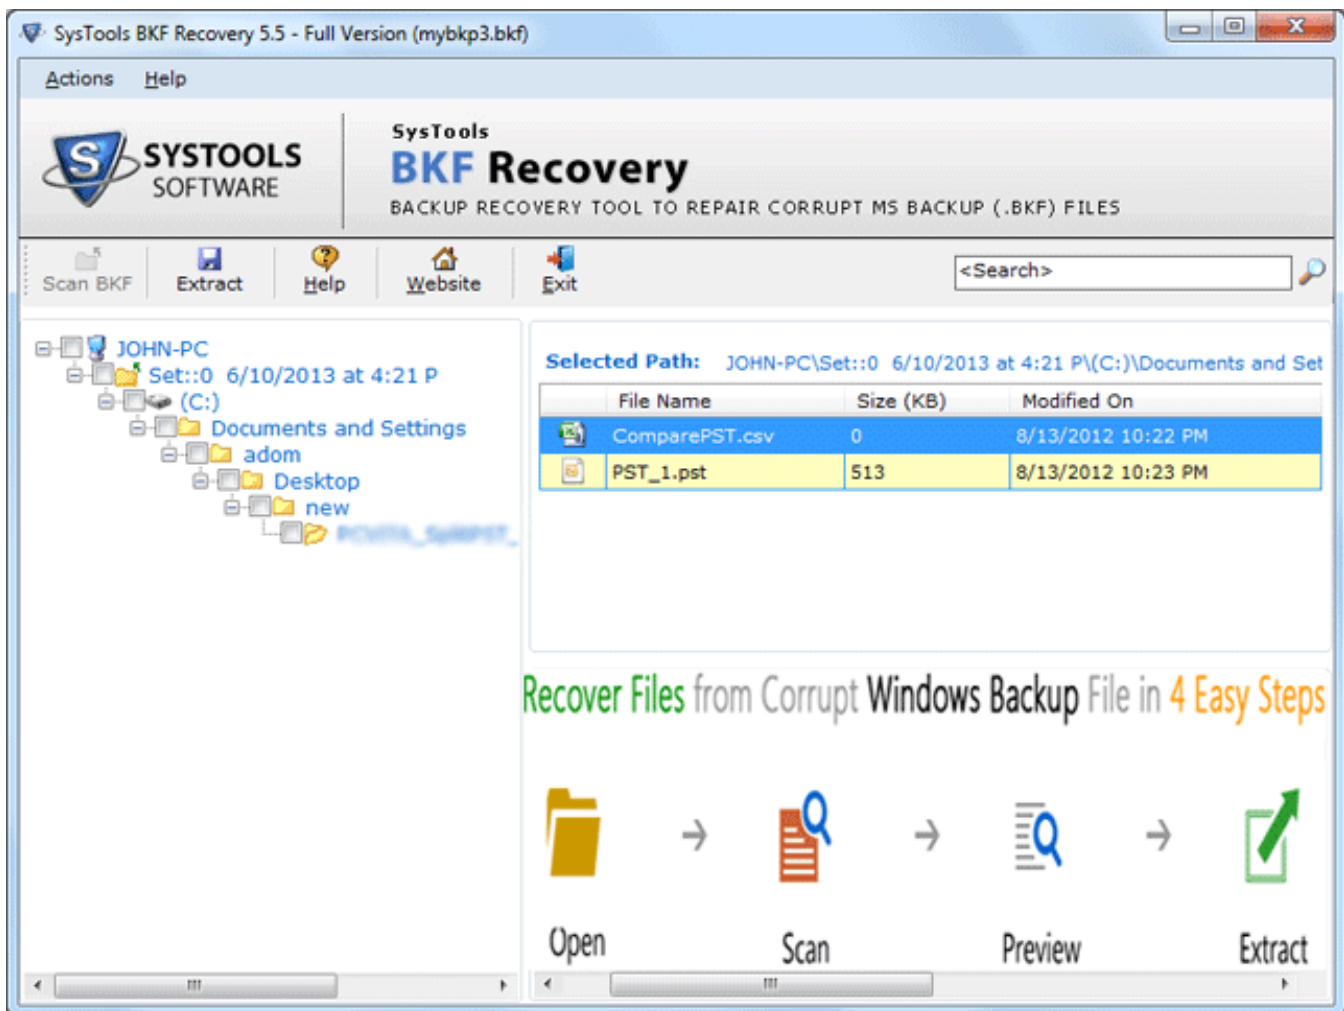 SysTools BKF Recovery 5.5 - Full Version (mybkp3.bkf)
Actions Help
SYSTOOLS
SOFTWARE
SysTools
BKF Recovery
BACKUP RECOVERY TOOL TO REPAIR CORRUPT MS BACKUP (.BKF) FILES
Scan BKF Extract Help Website Exit <Search>
JOHN-PC
Set::0 6/10/2013 at 4:21 P
(C:)
Documents and Settings
adom
Desktop
new
Selected Path: JOHN-PC\Set::0 6/10/2013 at 4:21 P\(C:)\Documents and Set
File Name Size (KB) Modified On
ComparePST.csv 0 8/13/2012 10:22 PM
PST_1.pst 513 8/13/2012 10:23 PM
Recover Files from Corrupt Windows Backup File in 4 Easy Steps
Open Scan Preview Extract